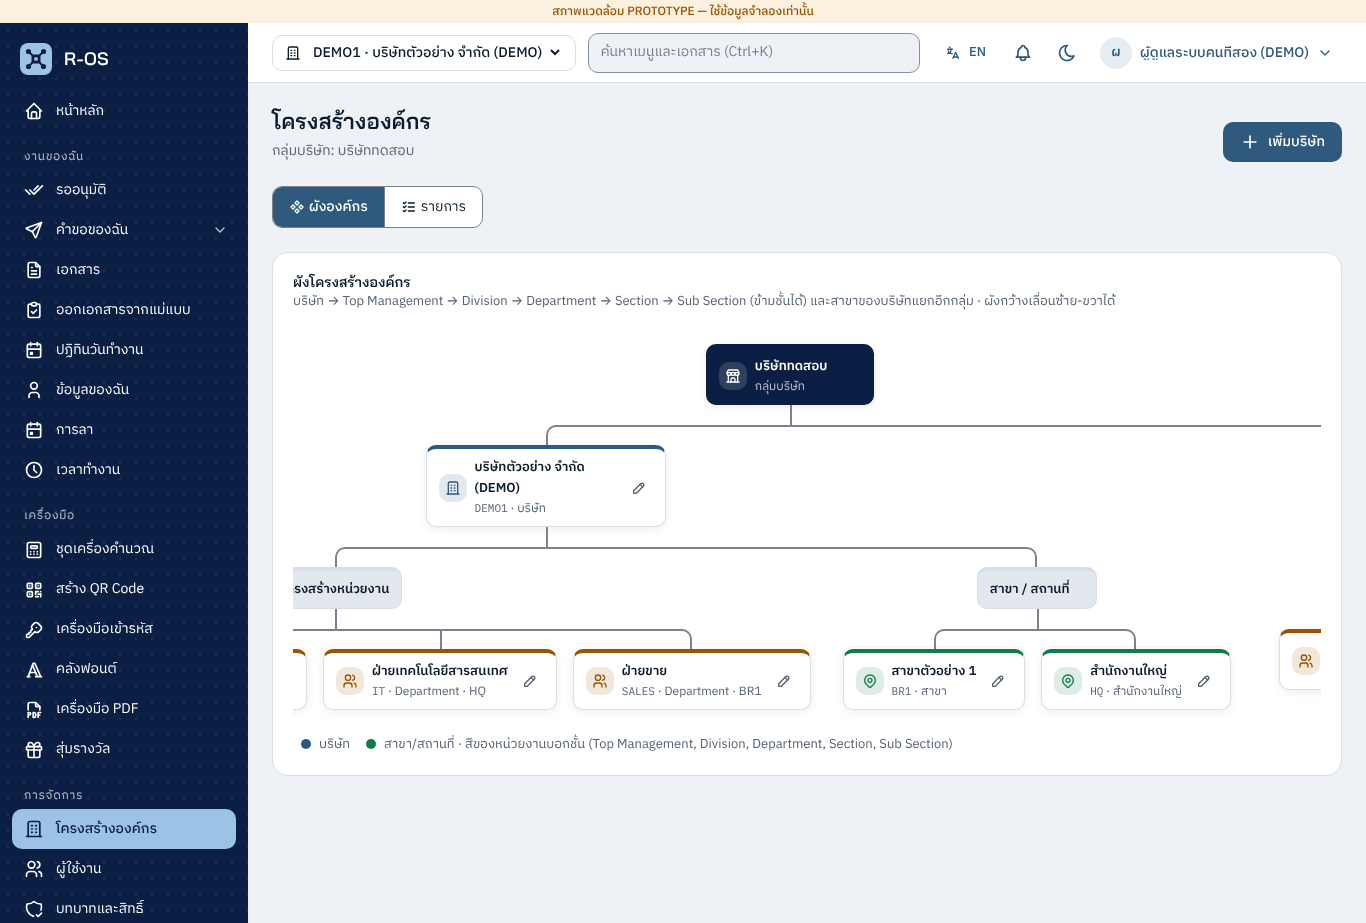 สภาพแวดล้อม PROTOTYPE — ใช้ข้อมูลจำลองเท่านั้น
R-OS
DEMO1 · บริษัทตัวอย่าง จำกัด (DEMO)
ค้นหาเมนูและเอกสาร (Ctrl+K)
EN
ผ
ผู้ดูแลระบบคนที่สอง (DEMO)
หน้าหลัก
งานของฉัน
รออนุมัติ
คำขอของฉัน
เอกสาร
ออกเอกสารจากแม่แบบ
ปฏิทินวันทำงาน
ข้อมูลของฉัน
การลา
เวลาทำงาน
เครื่องมือ
ชุดเครื่องคำนวณ
สร้าง QR Code
เครื่องมือเข้ารหัส
คลังฟอนต์
เครื่องมือ PDF
สุ่มรางวัล
การจัดการ
โครงสร้างองค์กร
ผู้ใช้งาน
บทบาทและสิทธิ์
โครงสร้างองค์กร
กลุ่มบริษัท: บริษัททดสอบ
เพิ่มบริษัท
ผังองค์กร
รายการ
ผังโครงสร้างองค์กร
บริษัท → Top Management → Division → Department → Section → Sub Section (ข้ามชั้นได้) และสาขาของบริษัทแยกอีกกลุ่ม · ผังกว้างเลื่อนซ้าย-ขวาได้
บริษัททดสอบ
กลุ่มบริษัท
บริษัทตัวอย่าง จำกัด
(DEMO)
DEMO1 · บริษัท
รงสร้างหน่วยงาน
สาขา / สถานที่
ฝ่ายเทคโนโลยีสารสนเทศ
IT · Department · HQ
ฝ่ายขาย
SALES · Department · BR1
สาขาตัวอย่าง 1
BR1 · สาขา
สำนักงานใหญ่
HQ · สำนักงานใหญ่
บริษัท
สาขา/สถานที่ · สีของหน่วยงานบอกชั้น (Top Management, Division, Department, Section, Sub Section)